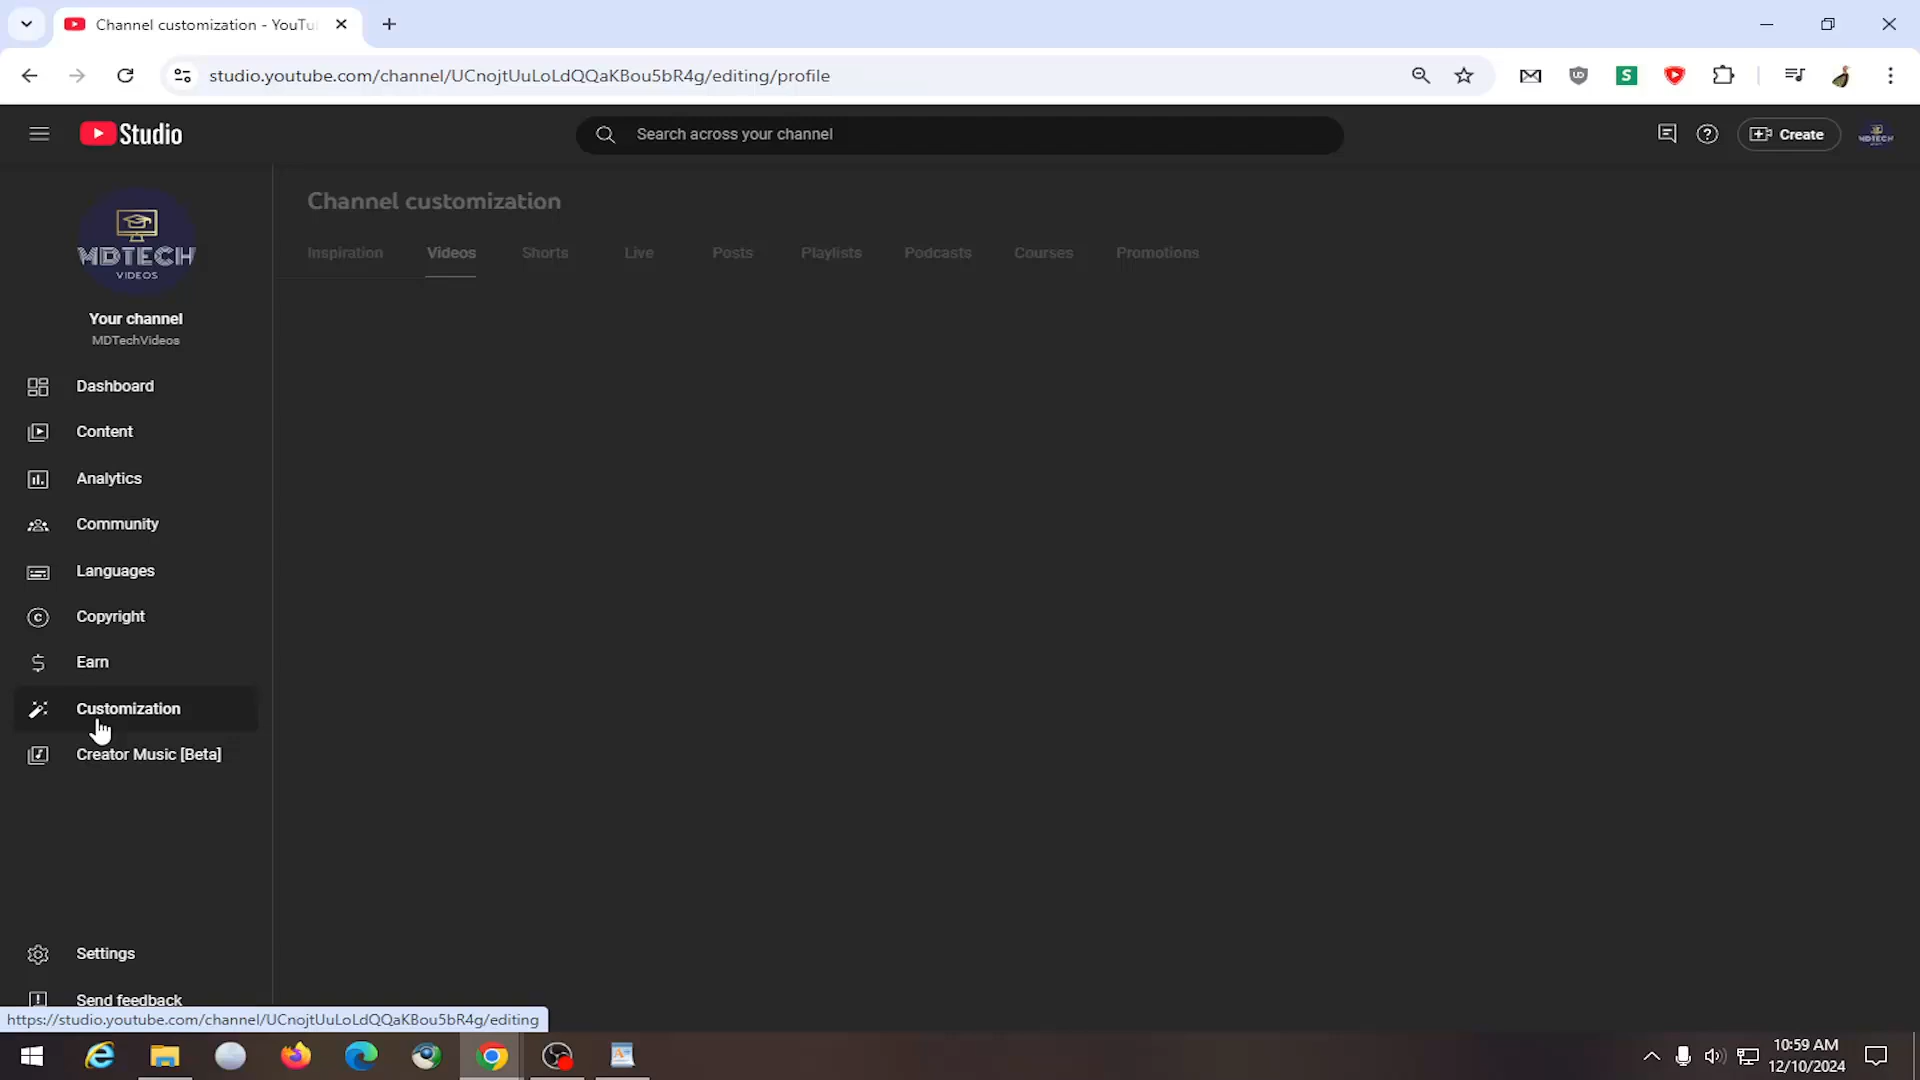 Channel customization - YouTu
studio.youtube.com/channel/UCnojtUuLoLdQQaKBou5bR4g/editing/profile
Studio
Search across your channel
Create
MDTECH
VIDEOS
Your channel
MDTechVideos
Dashboard
Content
Analytics
Community
Languages
Copyright
Earn
Customization
Creator Music [Beta]
Settings
Send feedback
Channel customization
Inspiration Videos Shorts Live Posts Playlists Podcasts Courses Promotions
https://studio.youtube.com/channel/UCnojtUuLoLdQQaKBou5bR4g/editing
10:59 AM
12/10/2024